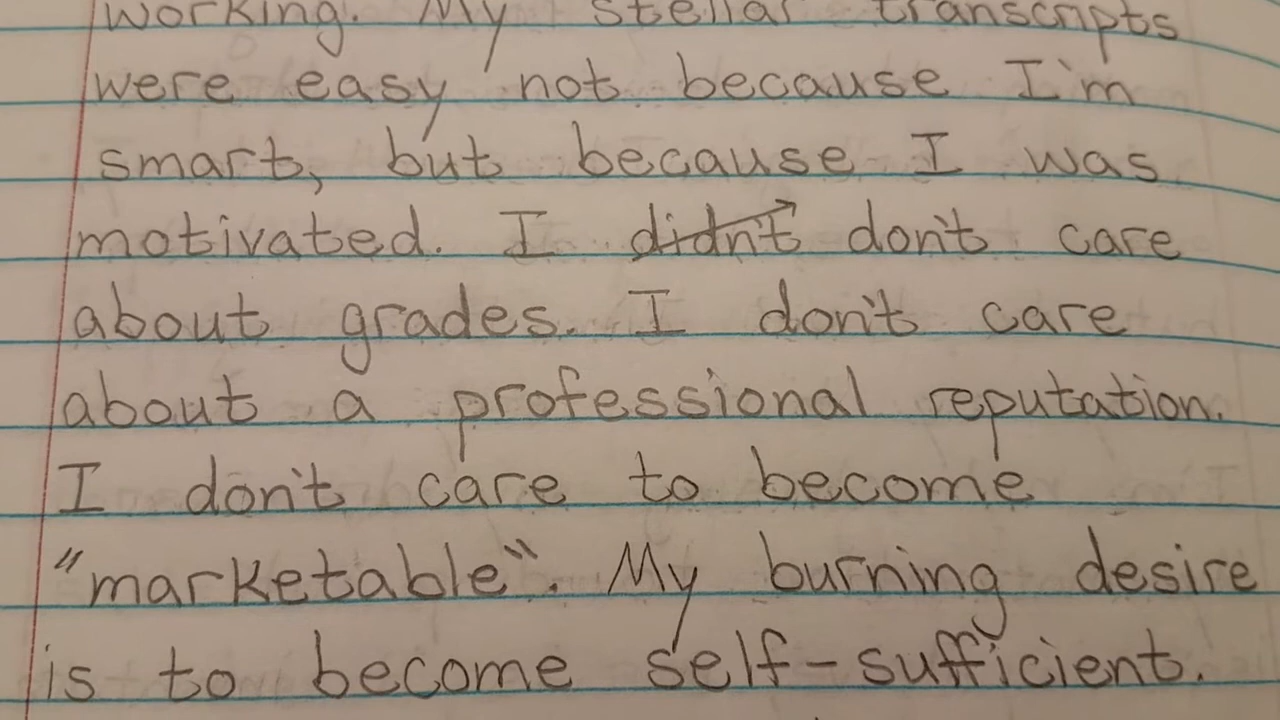 working. My stellar transcripts
were easy not because I'm
smart, but because I was
motivated. I didn't don't care
about grades. I don't care
about a professional reputation.
I don't care to become
"marketable". My burning desire
is to become self-sufficient.